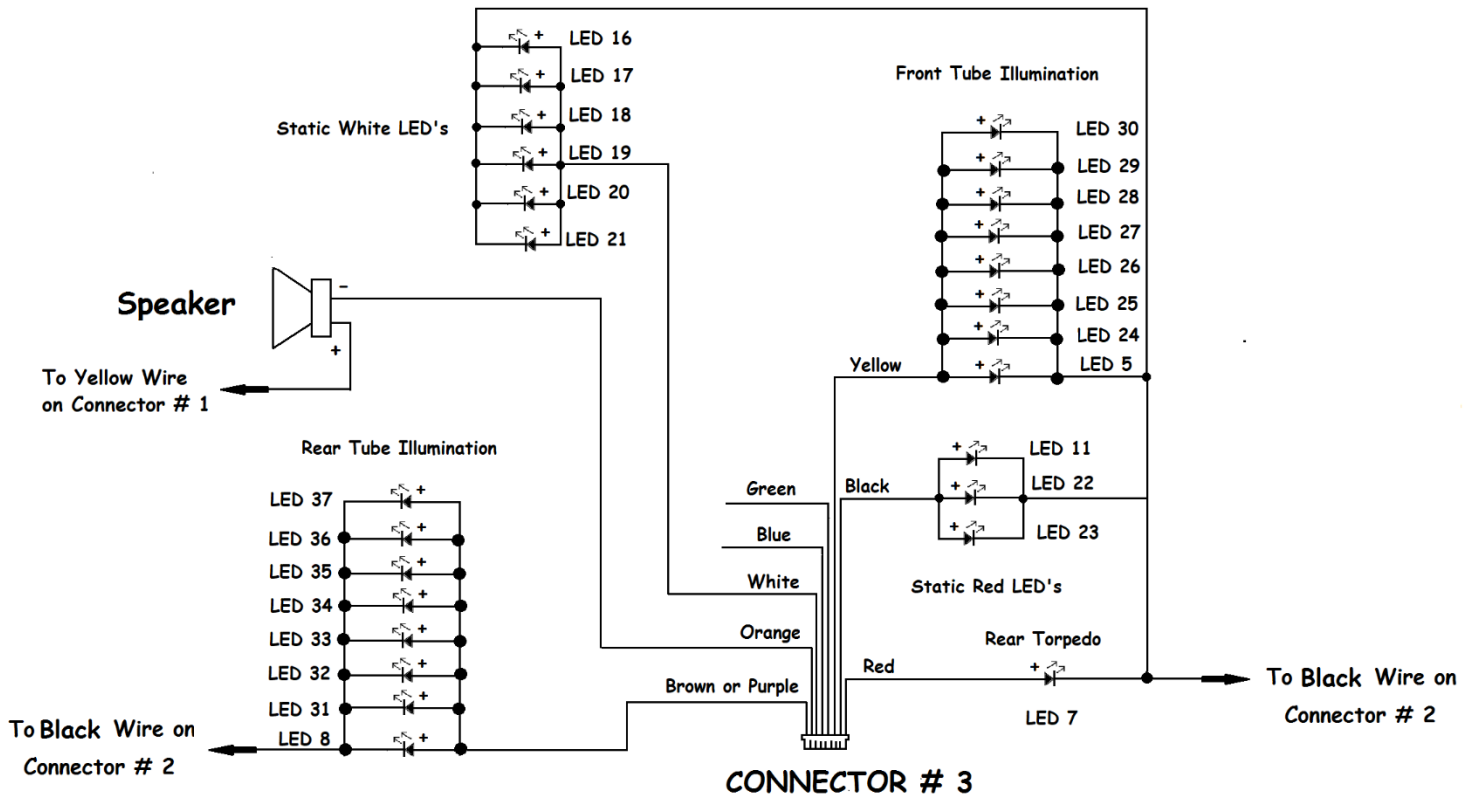 + LED 16
+ LED 17
+ LED 18
+ LED 19
+ LED 20
+ LED 21
Static White LED's
Front Tube Illumination
+ LED 30
+ LED 29
+ LED 28
+ LED 27
+ LED 26
+ LED 25
+ LED 24
Yellow + LED 5
Speaker
-
+
To Yellow Wire
on Connector # 1
Rear Tube Illumination
LED 37 +
LED 36 +
LED 35 +
LED 34 +
LED 33 +
LED 32 +
LED 31 +
LED 8 +
To Black Wire on
Connector # 2
Green
Blue
White
Orange
Brown or Purple
+ LED 11
Black + LED 22
+ LED 23
Static Red LED's
Rear Torpedo
Red +
LED 7
To Black Wire on
Connector # 2
CONNECTOR # 3